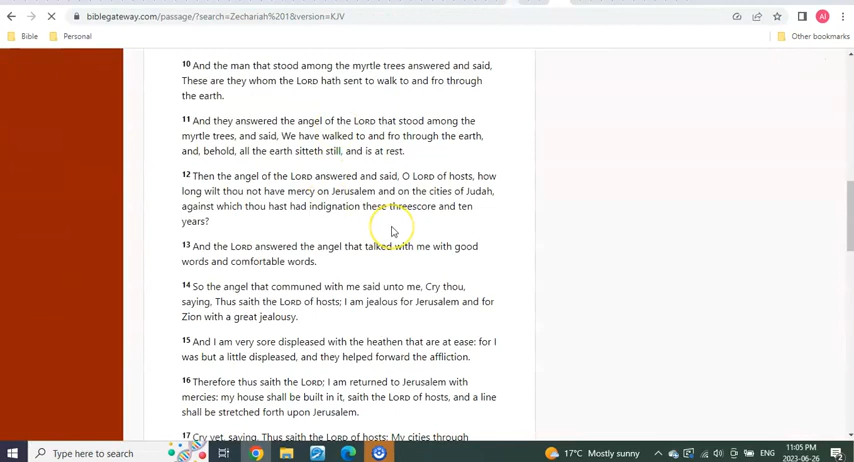 biblegateway.com/passage/?search=Zechariah%201&version=KJV
AI
Bible
Personal
Other bookmarks
10 And the man that stood among the myrtle trees answered and said,
These are they whom the LORD hath sent to walk to and fro through
the earth.
11 And they answered the angel of the LORD that stood among the
myrtle trees, and said, We have walked to and fro through the earth,
and, behold, all the earth sitteth still, and is at rest.
12 Then the angel of the LORD answered and said, O LORD of hosts, how
long wilt thou not have mercy on Jerusalem and on the cities of Judah,
against which thou hast had indignation these threescore and ten
years?
13 And the LORD answered the angel that talked with me with good
words and comfortable words.
14 So the angel that communed with me said unto me, Cry thou,
saying, Thus saith the LORD of hosts; I am jealous for Jerusalem and for
Zion with a great jealousy.
15 And I am very sore displeased with the heathen that are at ease: for I
was but a little displeased, and they helped forward the affliction.
16 Therefore thus saith the LORD; I am returned to Jerusalem with
mercies: my house shall be built in it, saith the LORD of hosts, and a line
shall be stretched forth upon Jerusalem.
17 Cry yet, saying, Thus saith the LORD of hosts; My cities through
Type here to search
17°C Mostly sunny
ENG
11:05 PM
2023-06-26
2